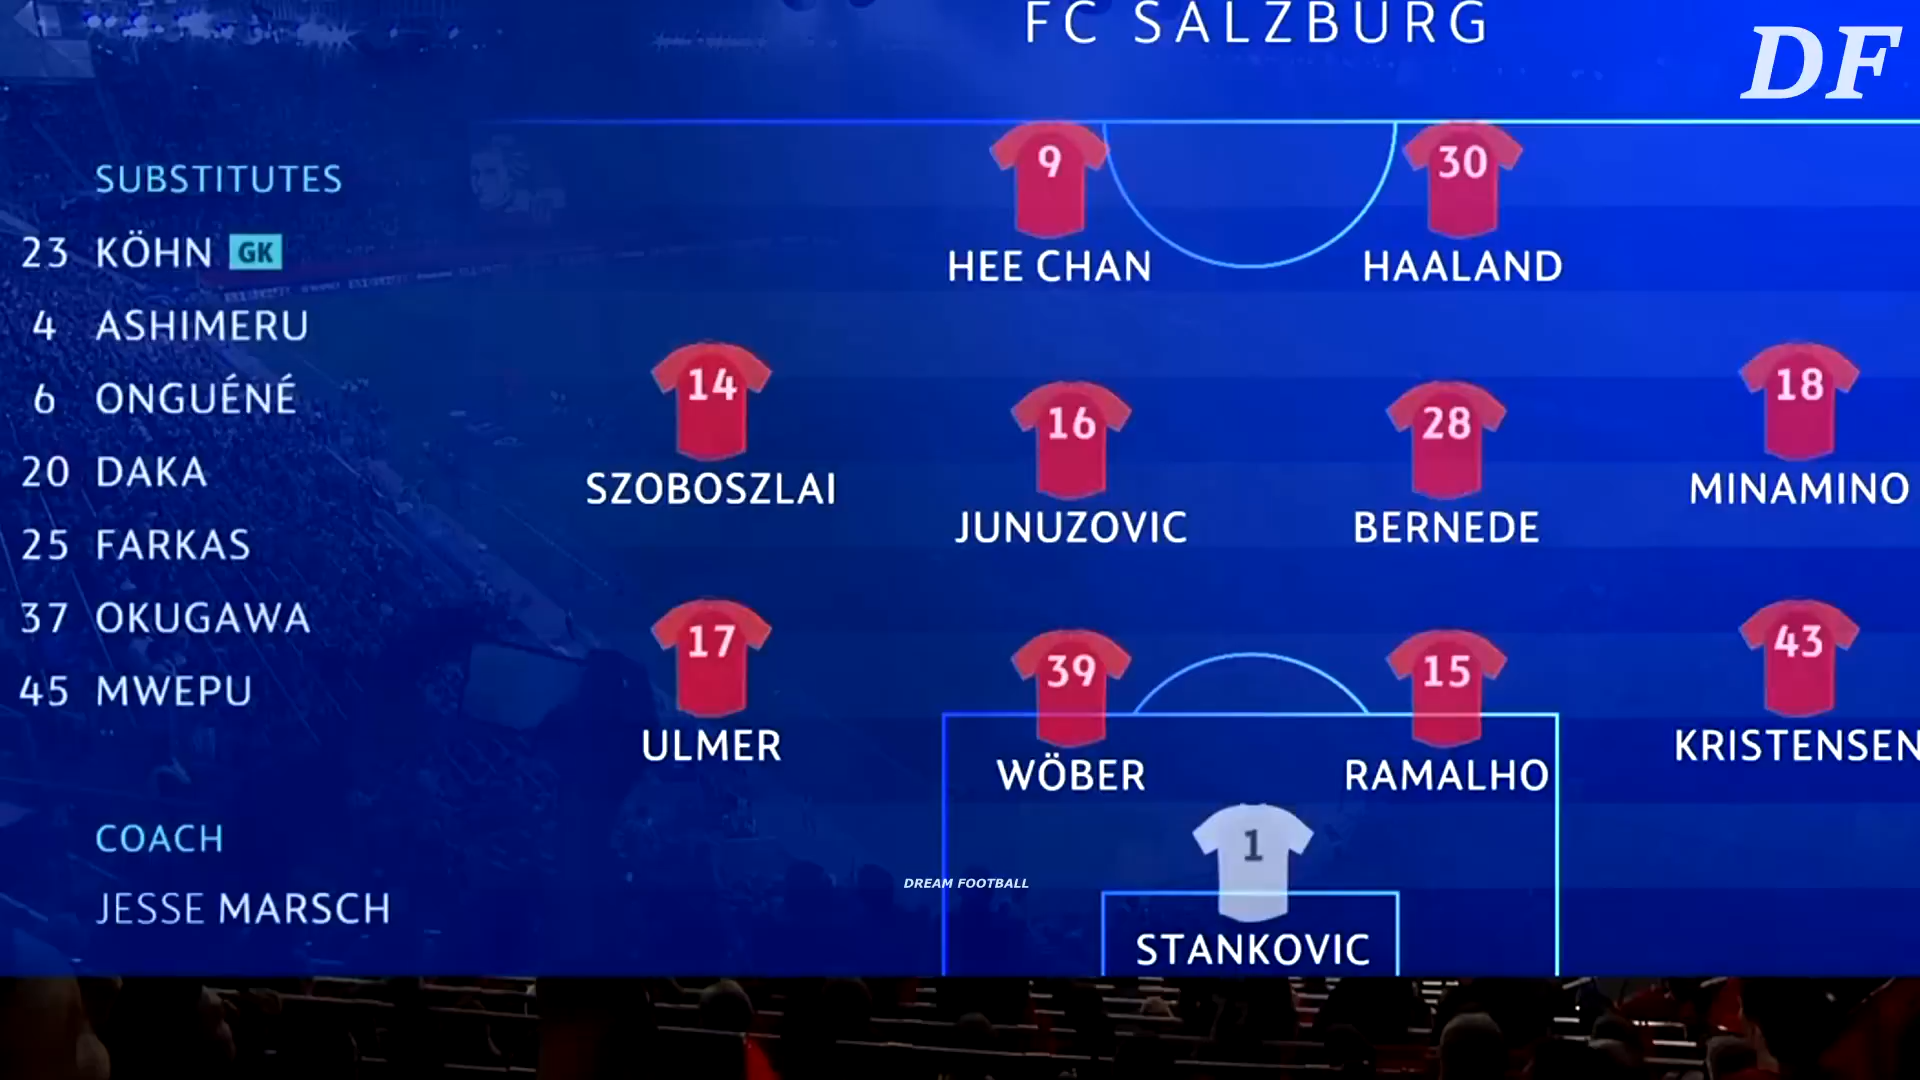 FC SALZBURG
DF
SUBSTITUTES
23 KÖHN GK
4 ASHIMERU
6 ONGUÉNÉ
20 DAKA
25 FARKAS
37 OKUGAWA
45 MWEPU
COACH
JESSE MARSCH
9
HEE CHAN
30
HAALAND
14
SZOBOSZLAI
16
JUNUZOVIC
28
BERNEDE
18
MINAMINO
17
ULMER
39
WÖBER
15
RAMALHO
43
KRISTENSEN
1
STANKOVIC
DREAM FOOTBALL